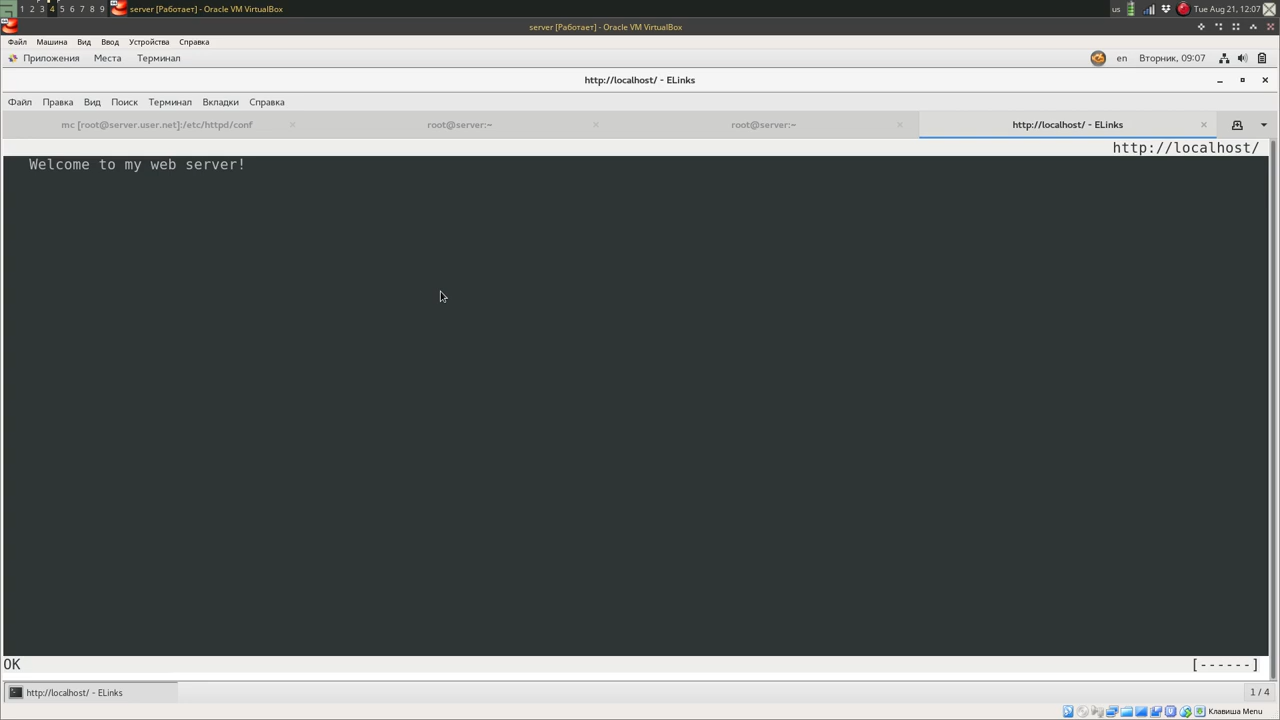 1 2 3 4 5 6 7 8 9 server [Работает] - Oracle VM VirtualBox us Tue Aug 21, 12:07
server [Работает] - Oracle VM VirtualBox
Файл Машина Вид Ввод Устройства Справка
Приложения Места Терминал en Вторник, 09:07
http://localhost/ - ELinks
Файл Правка Вид Поиск Терминал Вкладки Справка
mc [root@server.user.net]:/etc/httpd/conf root@server:~ root@server:~ http://localhost/ - ELinks
http://localhost/
Welcome to my web server!
OK [------]
http://localhost/ - ELinks 1 / 4
Клавиша Menu